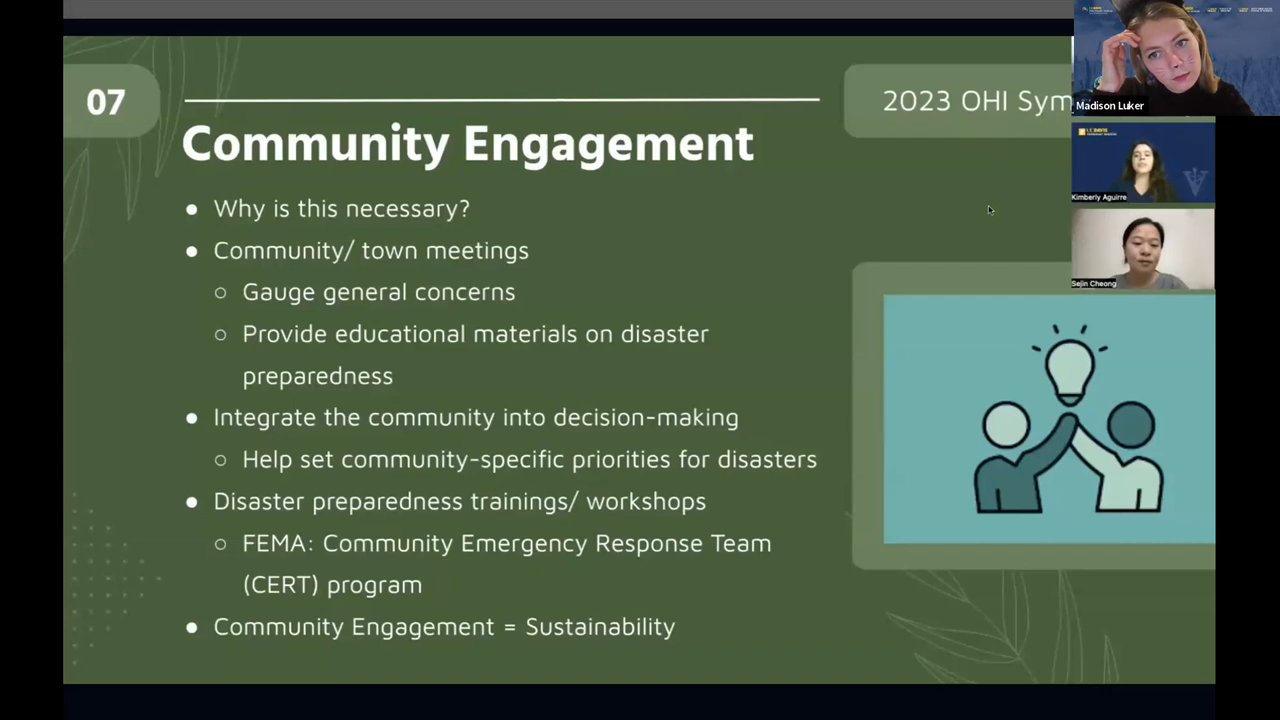 07
2023 OHI Sym
Community Engagement
● Why is this necessary?
● Community/ town meetings
○ Gauge general concerns
○ Provide educational materials on disaster
preparedness
● Integrate the community into decision-making
○ Help set community-specific priorities for disasters
● Disaster preparedness trainings/ workshops
○ FEMA: Community Emergency Response Team
(CERT) program
● Community Engagement = Sustainability
Madison Luker
UC DAVIS
Kimberly Aguirre
Sejin Cheong